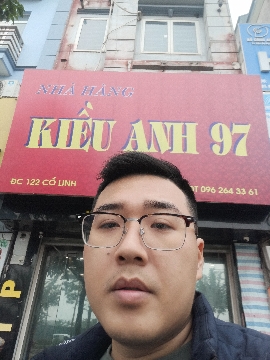 NHÀ HÀNG
KIỀU ANH 97
ĐC 122 CỔ LINH
ĐT 096 264 33 61